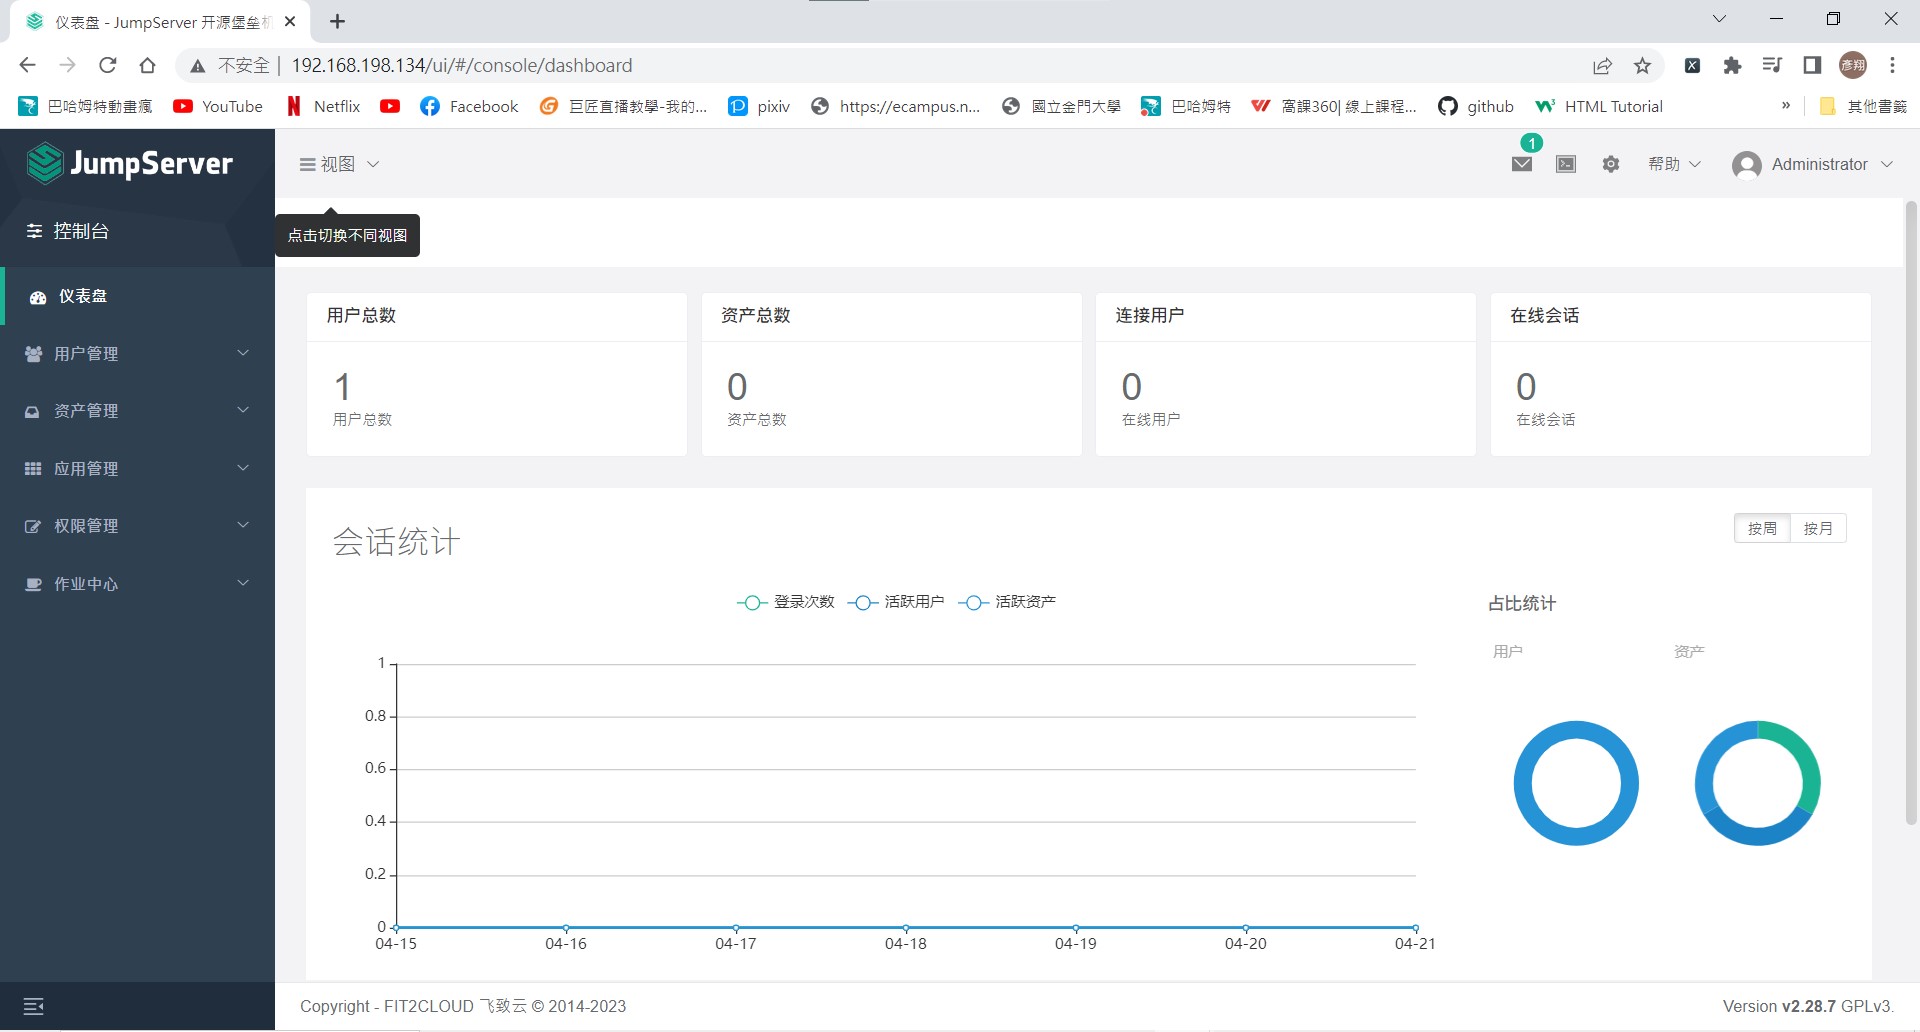 仪表盘 - JumpServer 开源堡垒机
不安全 | 192.168.198.134/ui/#/console/dashboard
彥翔
巴哈姆特動畫瘋 YouTube Netflix Facebook 巨匠直播教學-我的... pixiv https://ecampus.n... 國立金門大學 巴哈姆特 窩課360| 線上課程... github HTML Tutorial » 其他書籤
JumpServer
视图
1
帮助
Administrator
控制台
点击切换不同视图
仪表盘
用户管理
资产管理
应用管理
权限管理
作业中心
用户总数
1
用户总数
资产总数
0
资产总数
连接用户
0
在线用户
在线会话
0
在线会话
会话统计
按周 按月
登录次数 活跃用户 活跃资产
1
0.8
0.6
0.4
0.2
0
04-15 04-16 04-17 04-18 04-19 04-20 04-21
占比统计
用户 资产
Copyright - FIT2CLOUD 飞致云 © 2014-2023
Version v2.28.7 GPLv3.